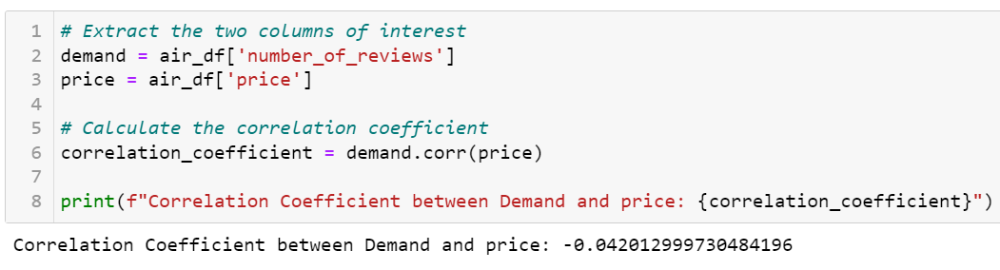 1 # Extract the two columns of interest
2 demand = air_df['number_of_reviews']
3 price = air_df['price']
4
5 # Calculate the correlation coefficient
6 correlation_coefficient = demand.corr(price)
7
8 print(f"Correlation Coefficient between Demand and price: {correlation_coefficient}")
Correlation Coefficient between Demand and price: -0.042012999730484196